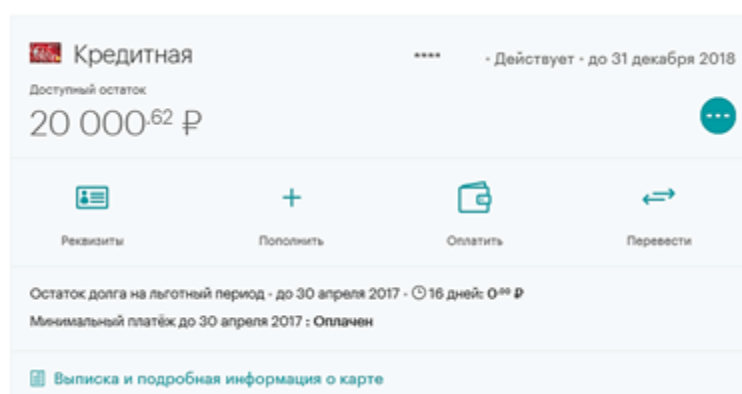 Кредитная
•••• - Действует - до 31 декабря 2018
Доступный остаток
20 000.62 ₽
Реквизиты
Пополнить
Оплатить
Перевести
Остаток долга на льготный период - до 30 апреля 2017 - 16 дней: 0.00 ₽
Минимальный платёж до 30 апреля 2017 : Оплачен
Выписка и подробная информация о карте